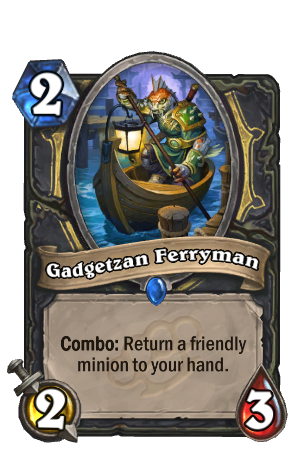 2
Gadgetzan Ferryman
Combo: Return a friendly
minion to your hand.
2
3